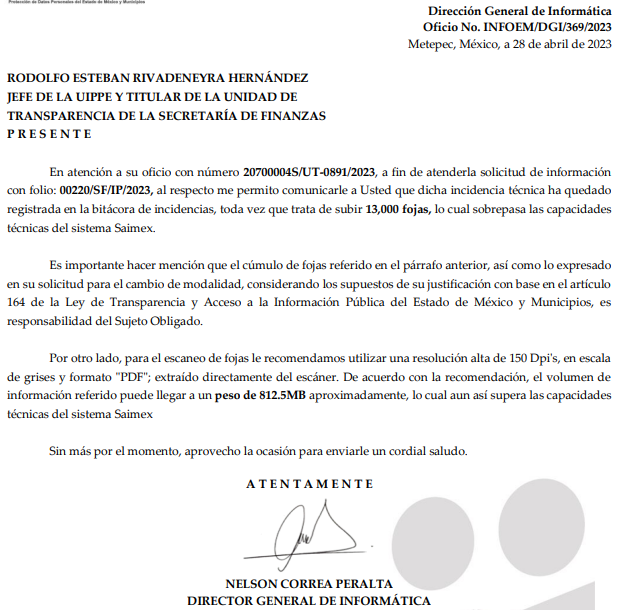 Protección de Datos Personales del Estado de México y Municipios
Dirección General de Informática
Oficio No. INFOEM/DGI/369/2023
Metepec, México, a 28 de abril de 2023
RODOLFO ESTEBAN RIVADENEYRA HERNÁNDEZ
JEFE DE LA UIPPE Y TITULAR DE LA UNIDAD DE
TRANSPARENCIA DE LA SECRETARÍA DE FINANZAS
P R E S E N T E
En atención a su oficio con número 20700004S/UT-0891/2023, a fin de atenderla solicitud de información
con folio: 00220/SF/IP/2023, al respecto me permito comunicarle a Usted que dicha incidencia técnica ha quedado
registrada en la bitácora de incidencias, toda vez que trata de subir 13,000 fojas, lo cual sobrepasa las capacidades
técnicas del sistema Saimex.
Es importante hacer mención que el cúmulo de fojas referido en el párrafo anterior, así como lo expresado
en su solicitud para el cambio de modalidad, considerando los supuestos de su justificación con base en el artículo
164 de la Ley de Transparencia y Acceso a la Información Pública del Estado de México y Municipios, es
responsabilidad del Sujeto Obligado.
Por otro lado, para el escaneo de fojas le recomendamos utilizar una resolución alta de 150 Dpi's, en escala
de grises y formato "PDF"; extraído directamente del escáner. De acuerdo con la recomendación, el volumen de
información referido puede llegar a un peso de 812.5MB aproximadamente, lo cual aun así supera las capacidades
técnicas del sistema Saimex
Sin más por el momento, aprovecho la ocasión para enviarle un cordial saludo.
A T E N T A M E N T E
NELSON CORREA PERALTA
DIRECTOR GENERAL DE INFORMÁTICA